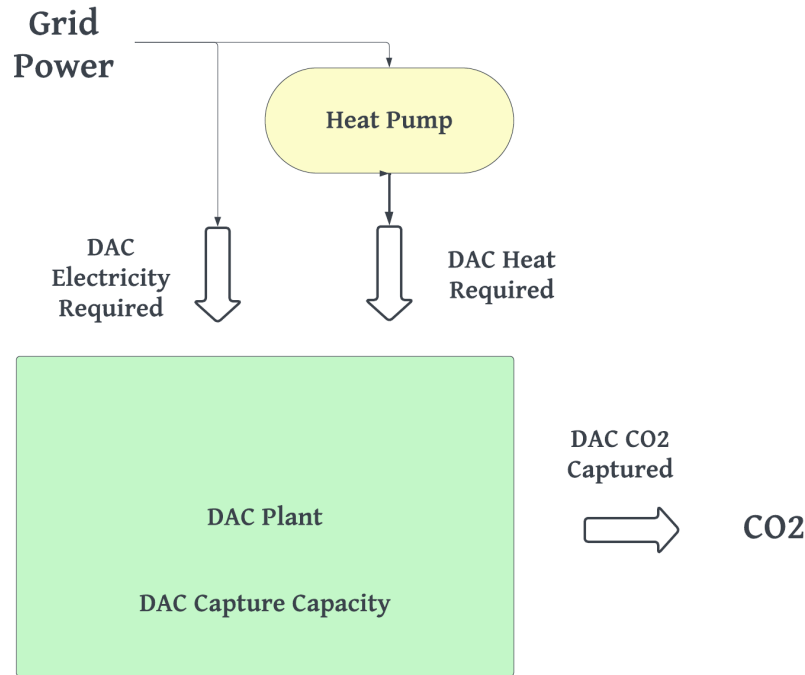 Grid
Power
Heat Pump
DAC
Electricity
Required
DAC Heat
Required
DAC CO2
Captured
CO2
DAC Plant
DAC Capture Capacity